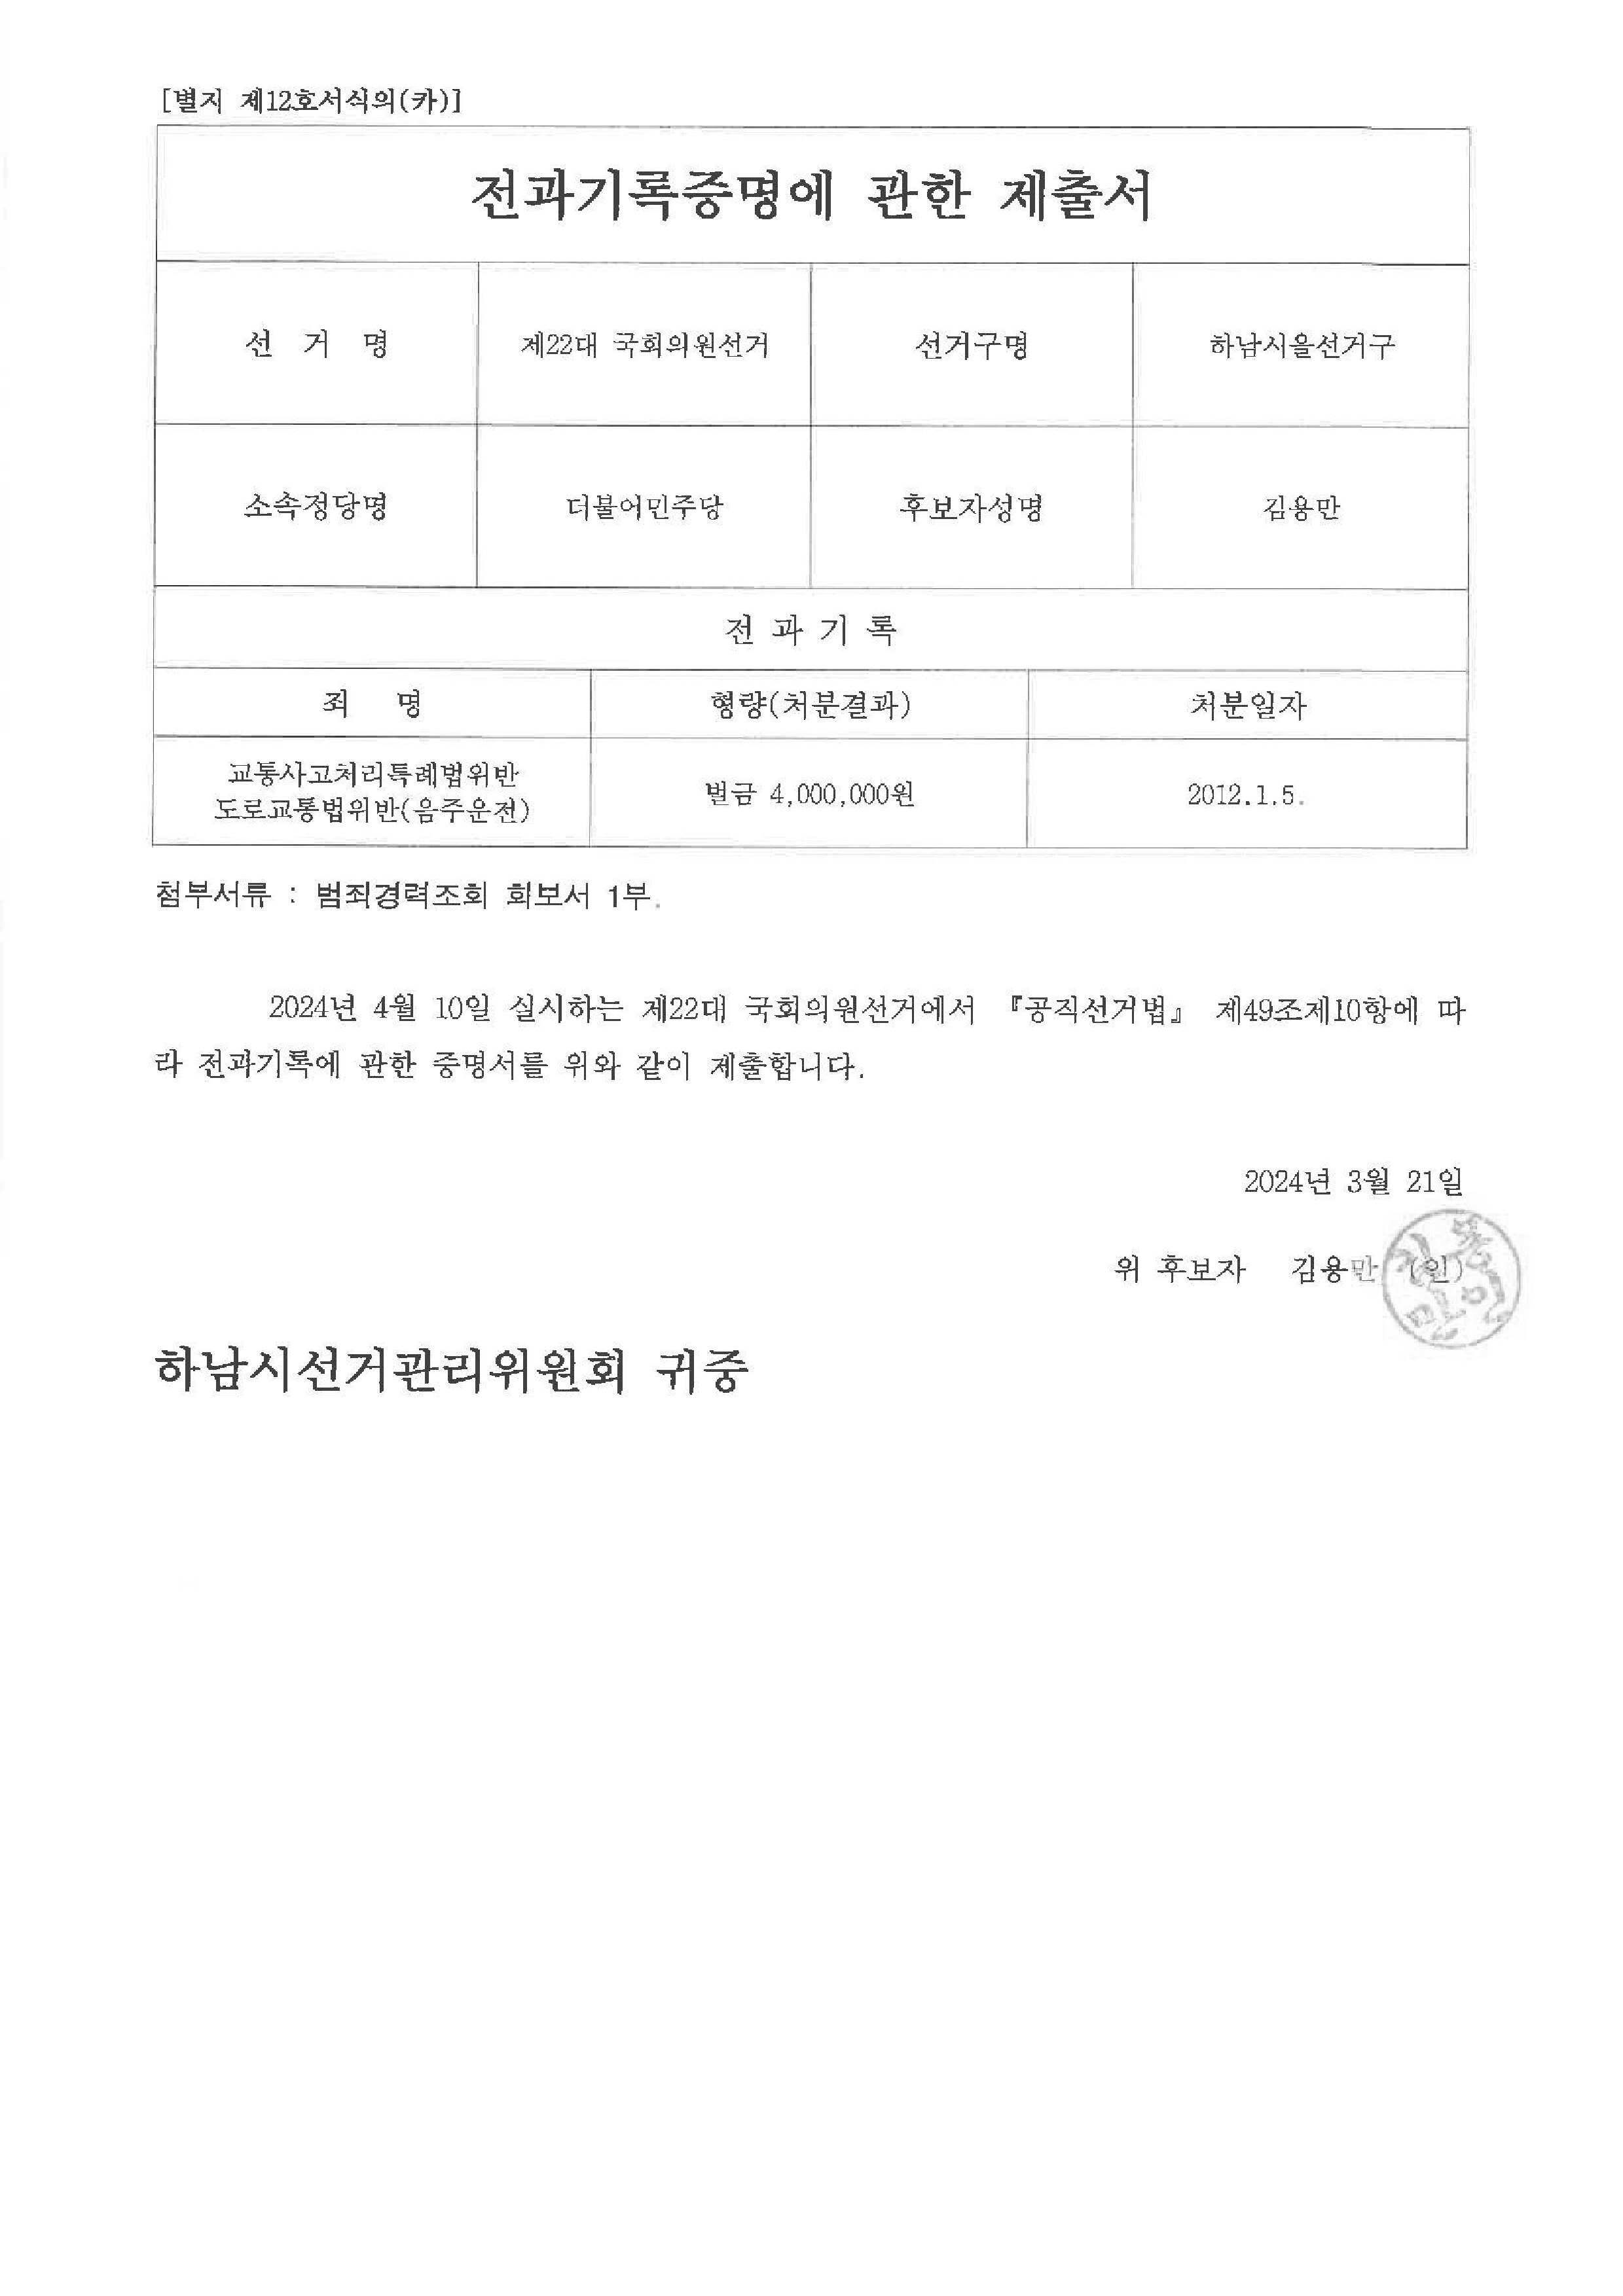 [별지 제12호서식의(카)]
전과기록증명에 관한 제출서
선 거 명 제22대 국회의원선거 선거구명 하남시을선거구
소속정당명 더불어민주당 후보자성명 김용만
전 과 기 록
죄 명 형량(처분결과) 처분일자
교통사고처리특례법위반
도로교통법위반(음주운전)
벌금 4,000,000원 2012.1.5.
첨부서류 : 범죄경력조회 회보서 1부.
2024년 4월 10일 실시하는 제22대 국회의원선거에서 『공직선거법』 제49조제10항에 따
라 전과기록에 관한 증명서를 위와 같이 제출합니다.
2024년 3월 21일
위 후보자 김용만 (인)
하남시선거관리위원회 귀중